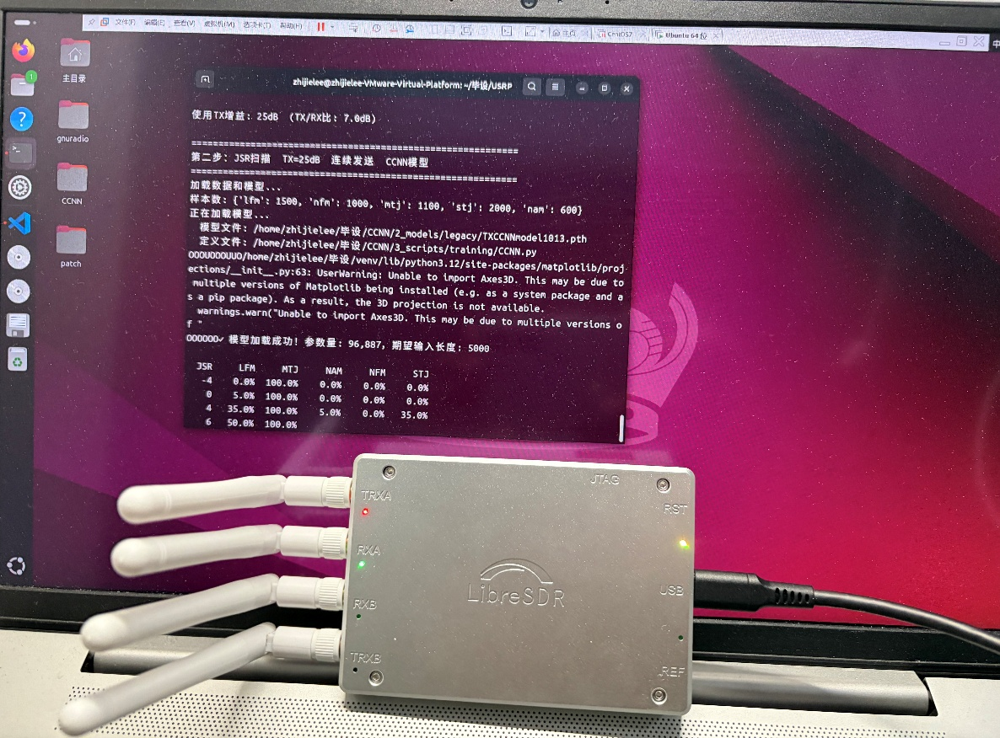 文件(F) 编辑(E) 查看(V) 虚拟机(M) 选项卡(T) 帮助(H) 主页 CentOS7 Ubuntu 64 位
中
1
主目录
gnuradio
CCNN
patch
zhijielee@zhijielee-VMware-Virtual-Platform: ~/毕设/USRP
使用TX增益: 25dB (TX/RX比: 7.0dB)
============================================================
第二步: JSR扫描 TX=25dB 连续发送 CCNN模型
============================================================
加载数据和模型...
样本数: {'lfm': 1500, 'nfm': 1000, 'mtj': 1100, 'stj': 2000, 'nam': 600}
正在加载模型...
模型文件: /home/zhijielee/毕设/CCNN/2_models/legacy/TXCCNNmodel1013.pth
定义文件: /home/zhijielee/毕设/CCNN/3_scripts/training/CCNN.py
OOOUOOOUUO/home/zhijielee/毕设/venv/lib/python3.12/site-packages/matplotlib/proj
ections/__init__.py:63: UserWarning: Unable to import Axes3D. This may be due to
multiple versions of Matplotlib being installed (e.g. as a system package and a
s a pip package). As a result, the 3D projection is not available.
warnings.warn("Unable to import Axes3D. This may be due to multiple versions o
f "
OOOOOO✓ 模型加载成功! 参数量: 96,887, 期望输入长度: 5000
JSR LFM MTJ NAM NFM STJ
-4 0.0% 100.0% 0.0% 0.0% 0.0%
0 5.0% 100.0% 0.0% 0.0% 0.0%
4 35.0% 100.0% 5.0% 0.0% 35.0%
6 50.0% 100.0%
JTAG
TRXA
RST
RXA
USB
LibreSDR
RXB
TRXB
REF